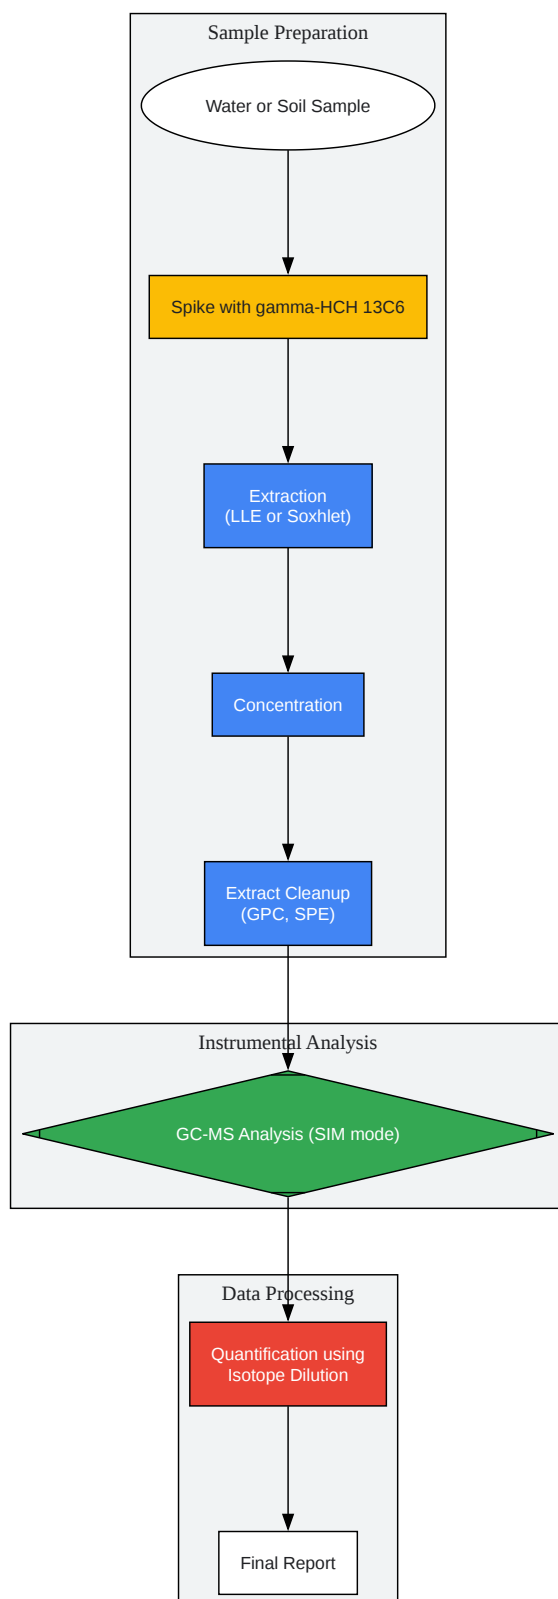 Sample Preparation
Water or Soil Sample
Spike with gamma-HCH 13C6
Extraction
(LLE or Soxhlet)
Concentration
Extract Cleanup
(GPC, SPE)
Instrumental Analysis
GC-MS Analysis (SIM mode)
Data Processing
Quantification using
Isotope Dilution
Final Report